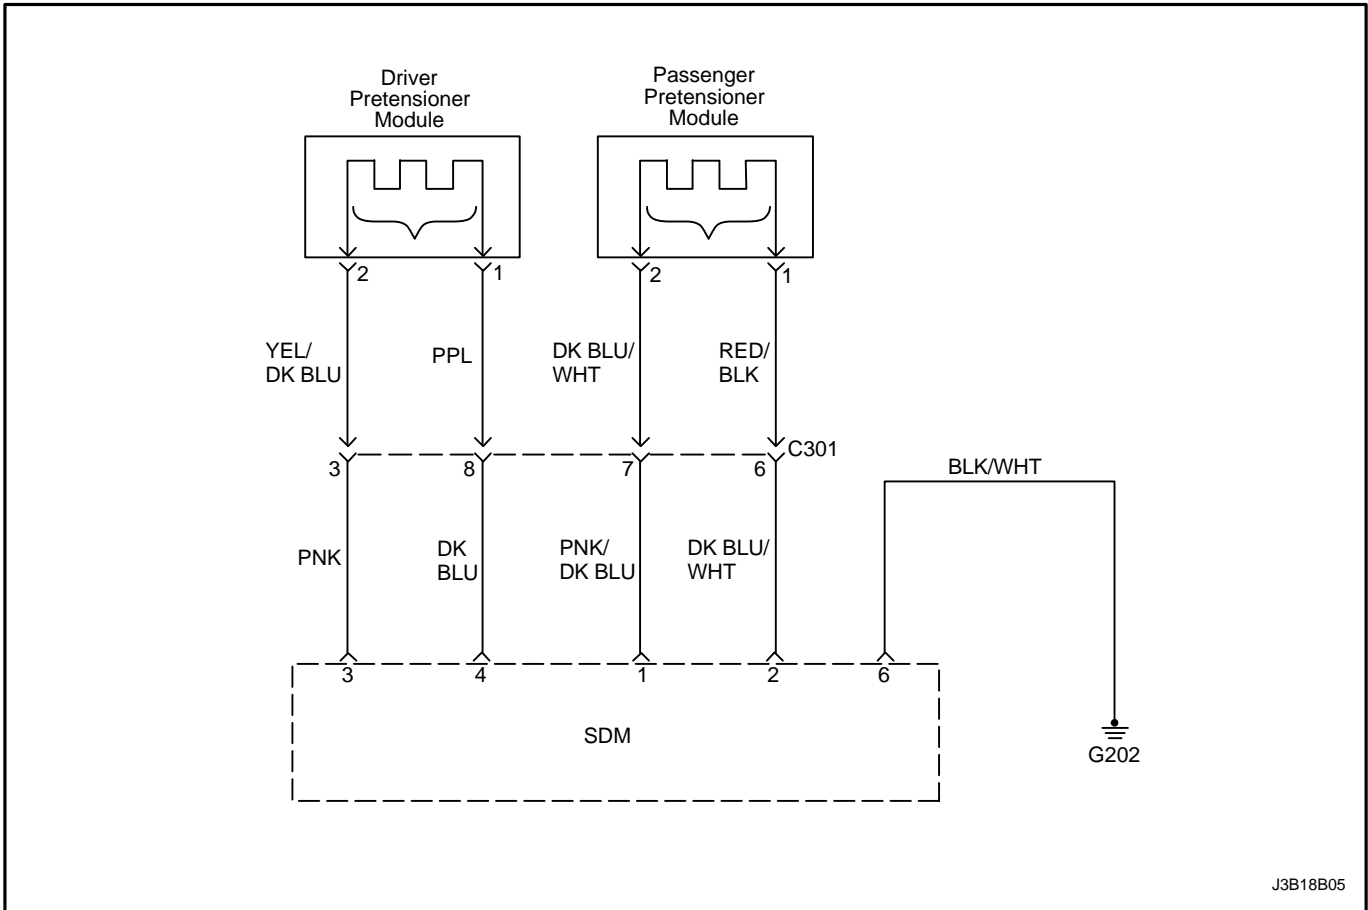 Driver
Pretensioner
Module
Passenger
Pretensioner
Module
2
1
2
1
YEL/
DK BLU
PPL
DK BLU/
WHT
RED/
BLK
C301
3
8
7
6
BLK/WHT
PNK
DK
BLU
PNK/
DK BLU
DK BLU/
WHT
3
4
1
2
6
SDM
G202
J3B18B05